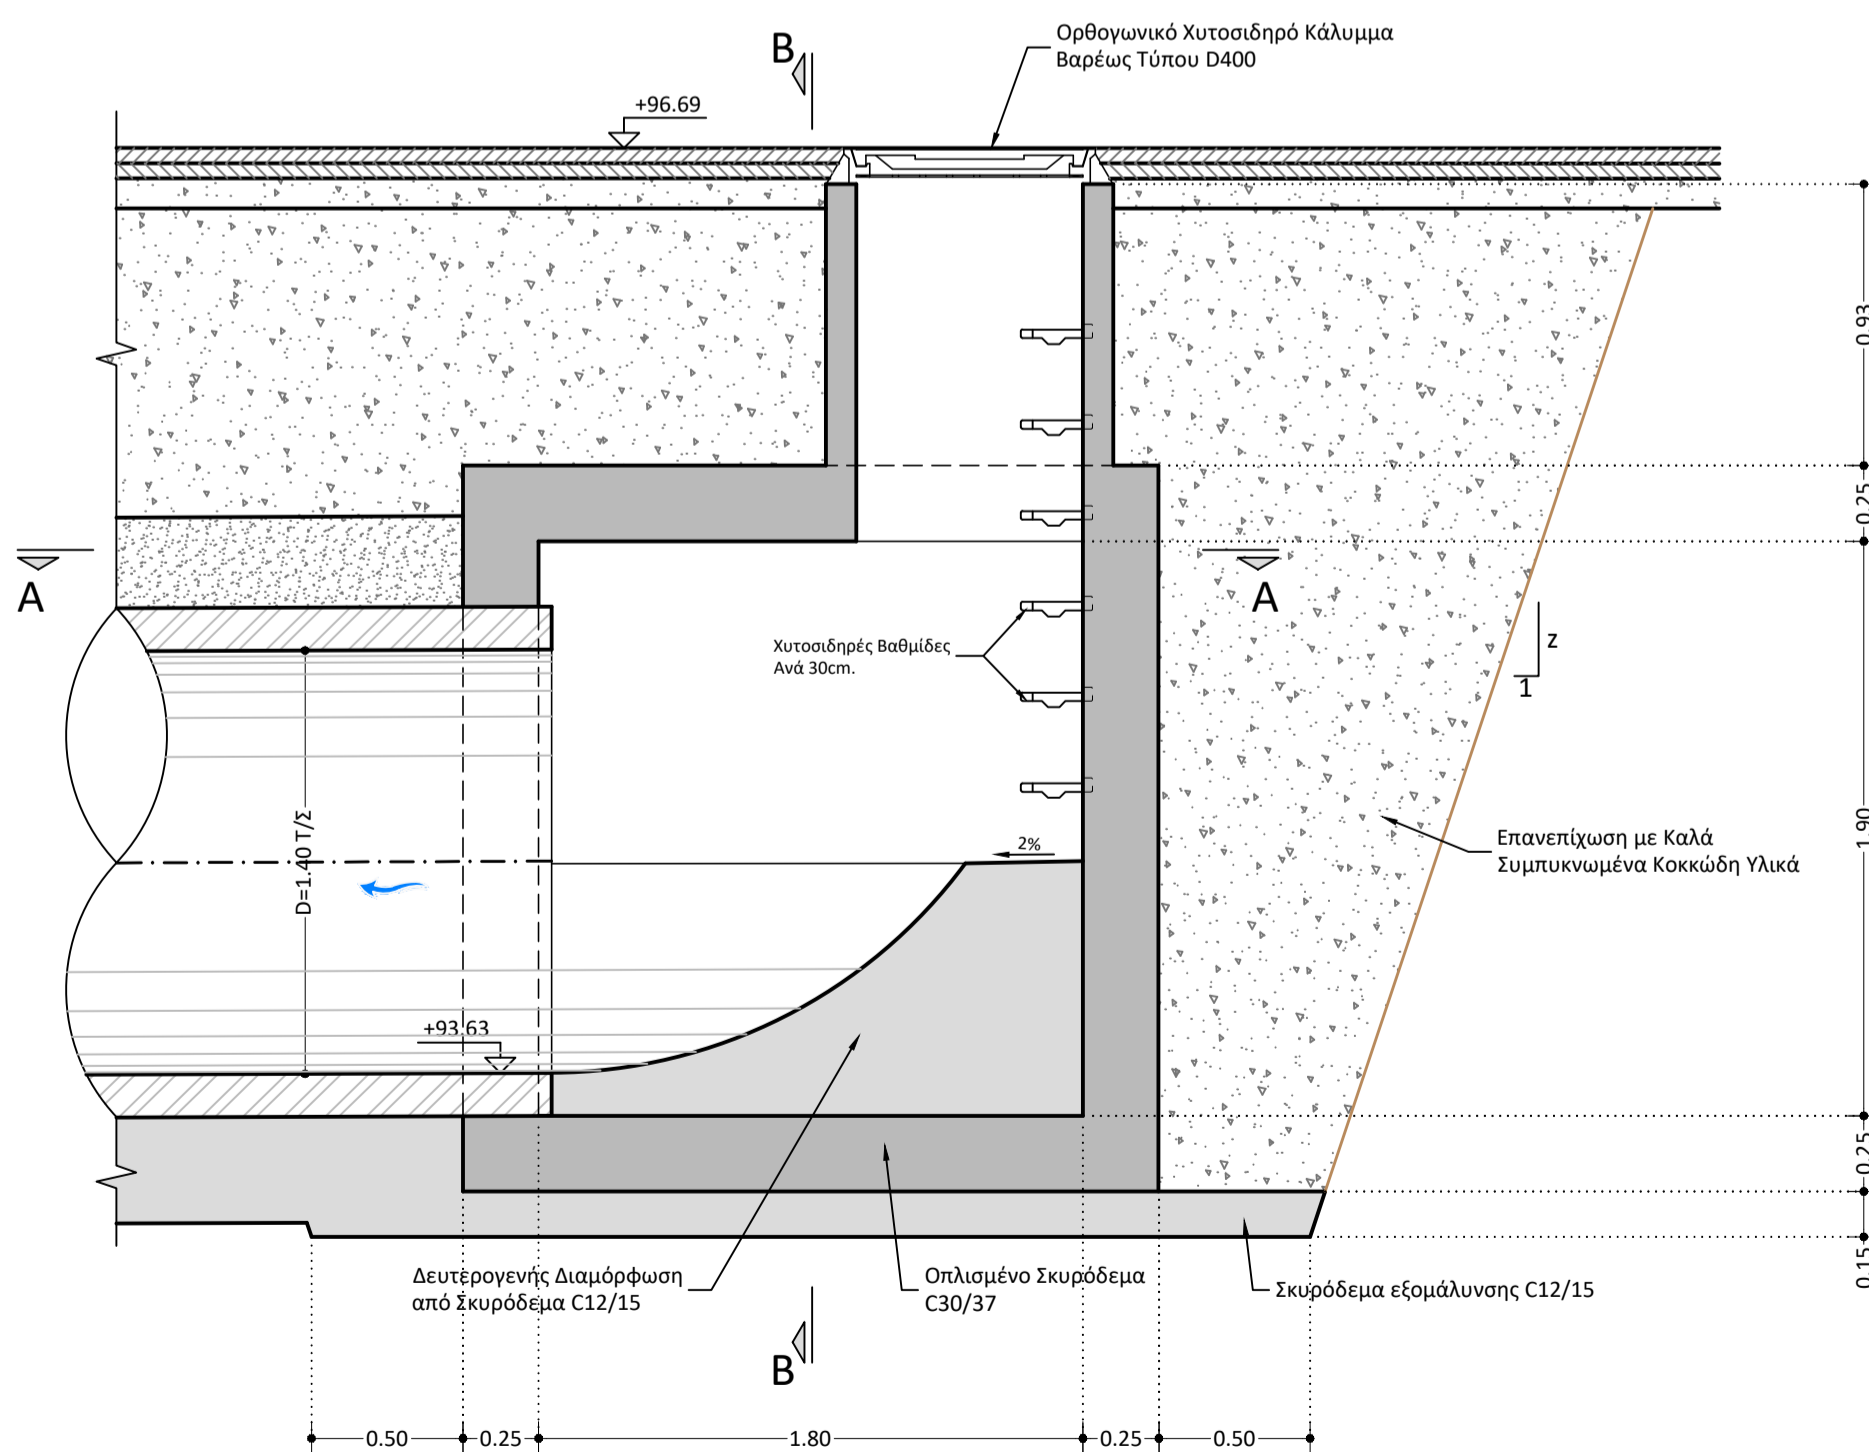 Ορθογωνικό Χυτοσιδηρό Κάλυμμα
Βαρέως Τύπου D400
B
+96.69
0.93
0.25
A
A
Χυτοσιδηρές Βαθμίδες
Ανά 30cm.
z
1
D=1.40 Τ/Σ
2%
1.90
Επανεπίχωση με Καλά
Συμπυκνωμένα Κοκκώδη Υλικά
+93.63
0.25
0.15
Δευτερογενής Διαμόρφωση
από Σκυρόδεμα C12/15
Οπλισμένο Σκυρόδεμα
C30/37
Σκυρόδεμα εξομάλυνσης C12/15
B
0.50
0.25
1.80
0.25
0.50